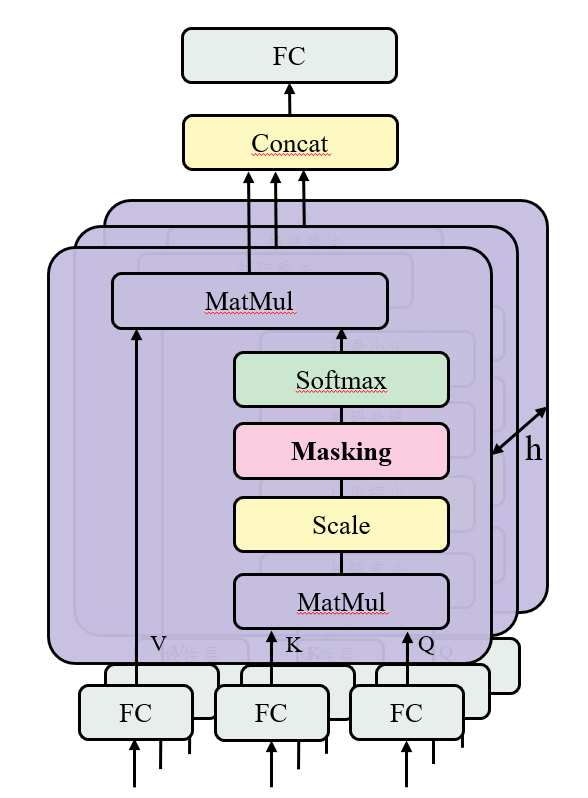 FC
Concat
MatMul
Softmax
Masking
h
Scale
MatMul
V
K
Q
FC
FC
FC